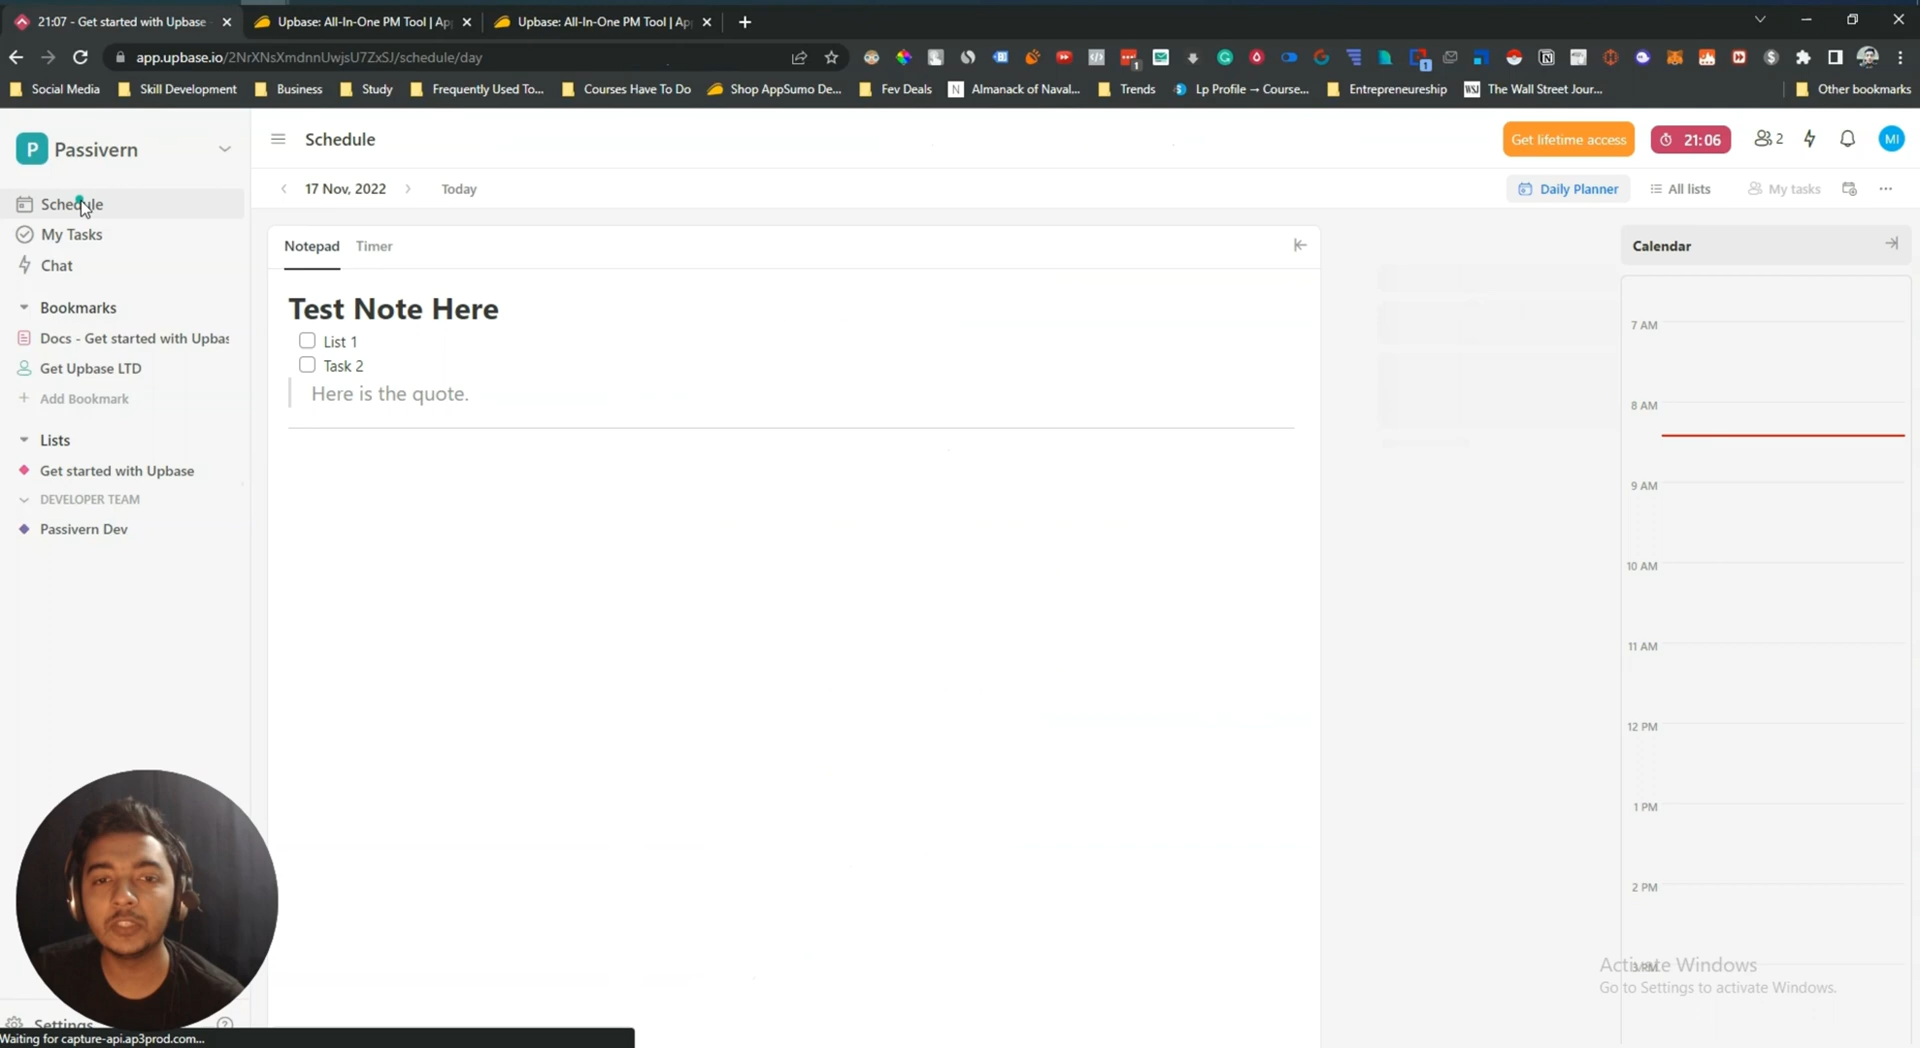 21:07 - Get started with Upbase
Upbase: All-In-One PM Tool | Ap
Upbase: All-In-One PM Tool | Ap
app.upbase.io/2NrXNsXmdnnUwjsU7ZxSJ/schedule/day
Social Media
Skill Development
Business
Study
Frequently Used To...
Courses Have To Do
Shop AppSumo De...
Fev Deals
Almanack of Naval...
Trends
Lp Profile → Course...
Entrepreneureship
WSJ
The Wall Street Jour...
Other bookmarks
P Passivern
Schedule
Get lifetime access
21:06
2
MI
Schedule
My Tasks
Chat
17 Nov, 2022
Today
Daily Planner
All lists
My tasks
Notepad
Timer
Calendar
Bookmarks
Docs - Get started with Upbas
Get Upbase LTD
Add Bookmark
Lists
Get started with Upbase
DEVELOPER TEAM
Passivern Dev
Test Note Here
List 1
Task 2
Here is the quote.
7 AM
8 AM
9 AM
10 AM
11 AM
12 PM
1 PM
2 PM
3 PM
Activate Windows
Go to Settings to activate Windows.
Settings
Waiting for capture-api.ap3prod.com...